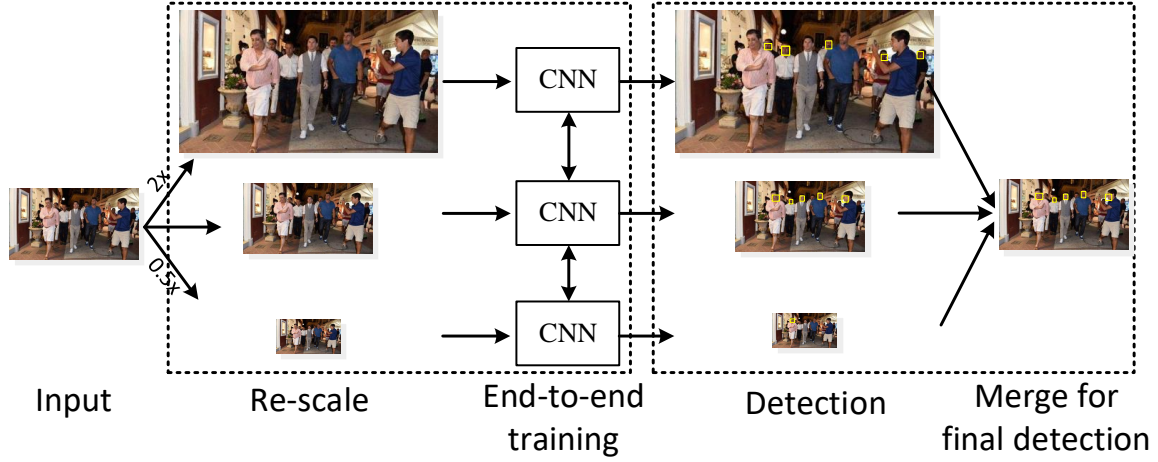 CNN
2x
CNN
0.5x
CNN
Input
Re-scale
End-to-end
training
Detection
Merge for
final detection